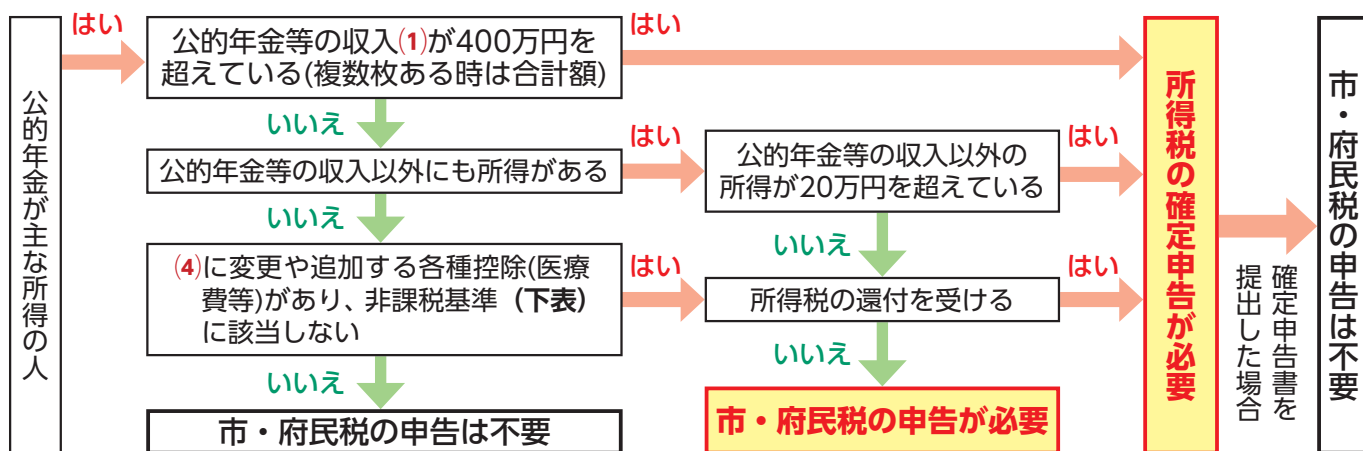 公的年金が主な所得の人
はい
公的年金等の収入(1)が400万円を
超えている(複数枚ある時は合計額)
はい
いいえ
公的年金等の収入以外にも所得がある
はい
公的年金等の収入以外の
所得が20万円を超えている
はい
いいえ
いいえ
(4)に変更や追加する各種控除(医療
費等)があり、非課税基準（下表）
に該当しない
はい
所得税の還付を受ける
はい
いいえ
いいえ
市・府民税の申告は不要
市・府民税の申告が必要
所得税の確定申告が必要
確定申告書を
提出した場合
市・府民税の申告は不要